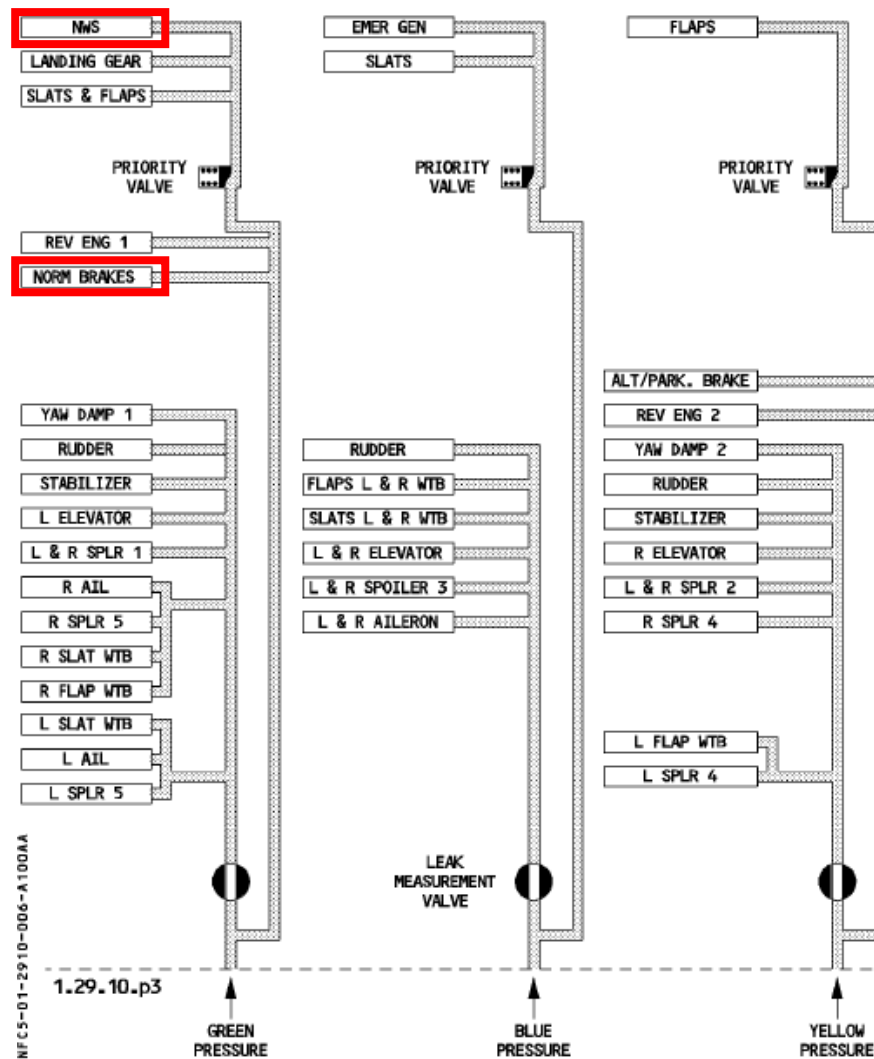 NWS
LANDING GEAR
SLATS & FLAPS
PRIORITY
VALVE
REV ENG 1
NORM BRAKES
YAW DAMP 1
RUDDER
STABILIZER
L ELEVATOR
L & R SPLR 1
R AIL
R SPLR 5
R SLAT WTB
R FLAP WTB
L SLAT WTB
L AIL
L SPLR 5
EMER GEN
SLATS
PRIORITY
VALVE
RUDDER
FLAPS L & R WTB
SLATS L & R WTB
L & R ELEVATOR
L & R SPOILER 3
L & R AILERON
LEAK
MEASUREMENT
VALVE
FLAPS
PRIORITY
VALVE
ALT/PARK. BRAKE
REV ENG 2
YAW DAMP 2
RUDDER
STABILIZER
R ELEVATOR
L & R SPLR 2
R SPLR 4
L FLAP WTB
L SPLR 4
NFC5-01-2910-006-A100AA
1.29.10.p3
GREEN
PRESSURE
BLUE
PRESSURE
YELLOW
PRESSURE